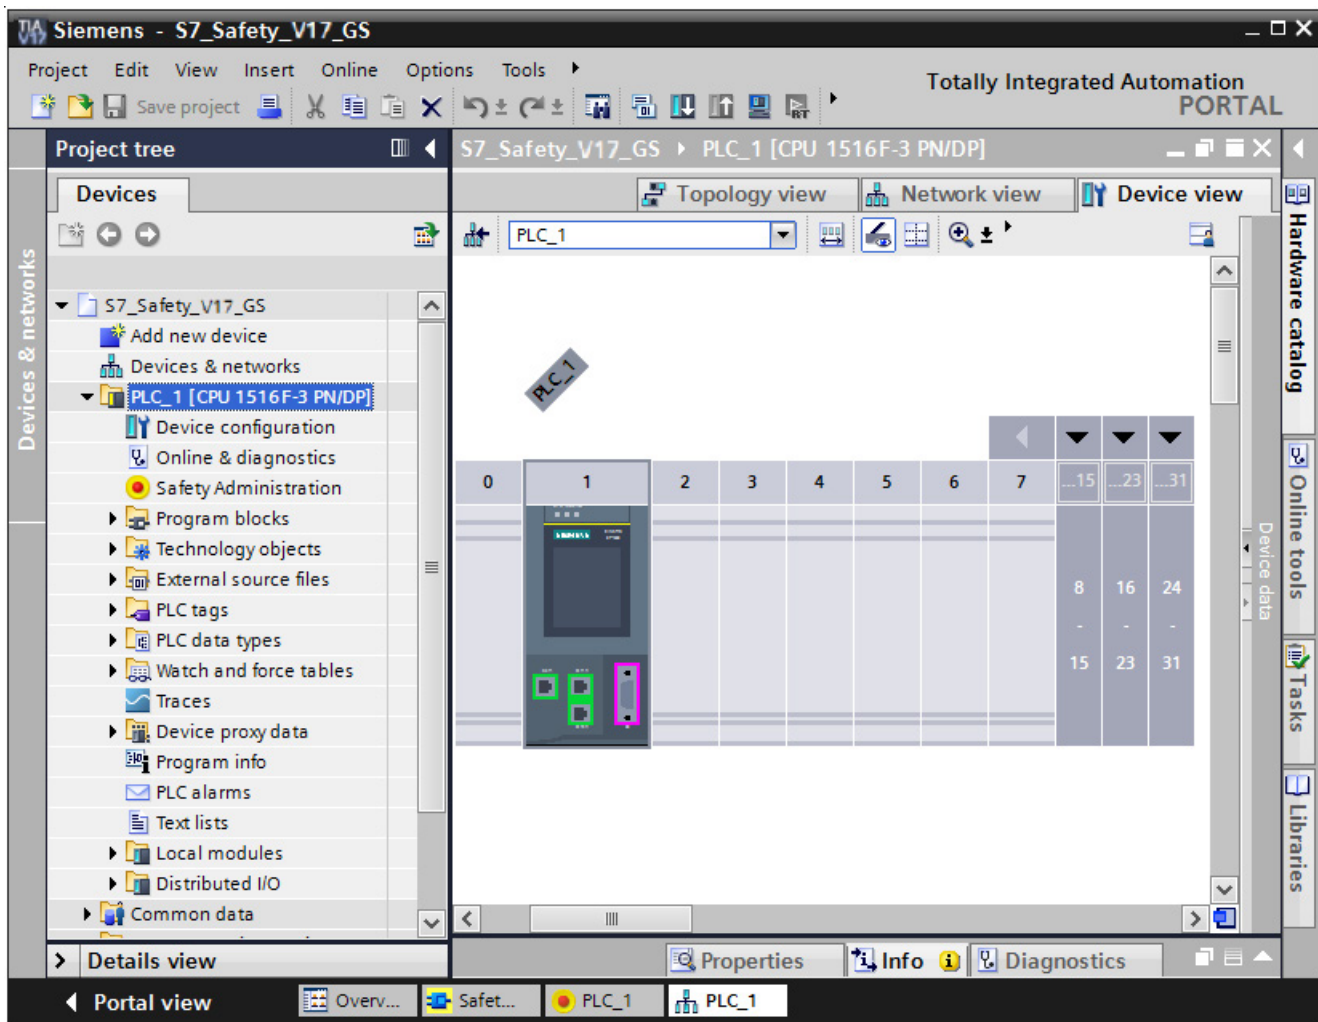 Siemens - S7_Safety_V17_GS
Project Edit View Insert Online Options Tools
Totally Integrated Automation
PORTAL
Save project
Project tree
S7_Safety_V17_GS PLC_1 [CPU 1516F-3 PN/DP]
Devices
Topology view Network view Device view
PLC_1
Devices & networks
S7_Safety_V17_GS
Add new device
Devices & networks
PLC_1 [CPU 1516F-3 PN/DP]
Device configuration
Online & diagnostics
Safety Administration
Program blocks
Technology objects
External source files
PLC tags
PLC data types
Watch and force tables
Traces
Device proxy data
Program info
PLC alarms
Text lists
Local modules
Distributed I/O
Common data
PLC_1
0 1 2 3 4 5 6 7 ...15 ...23 ...31
SIEMENS
8 16 24
- - -
15 23 31
Device data
Hardware catalog
Online tools
Tasks
Libraries
Details view
Properties Info Diagnostics
Portal view Overv... Safet... PLC_1 PLC_1